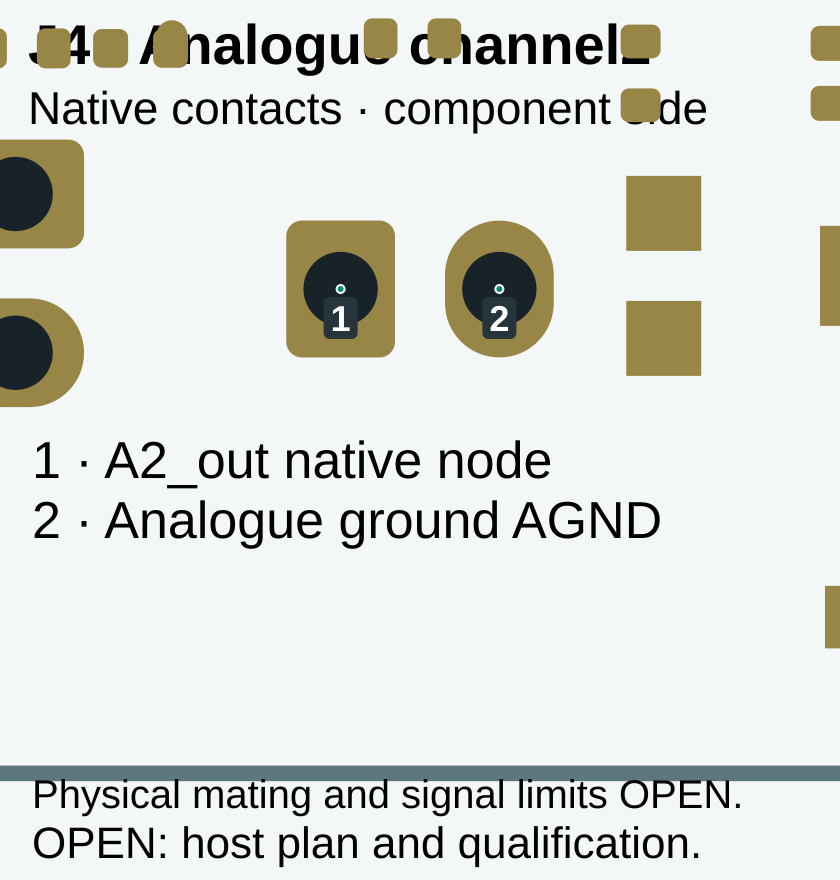 J4 Analogue channel
Native contacts · component side
1
2
1 · A2_out native node
2 · Analogue ground AGND
Physical mating and signal limits OPEN.
OPEN: host plan and qualification.